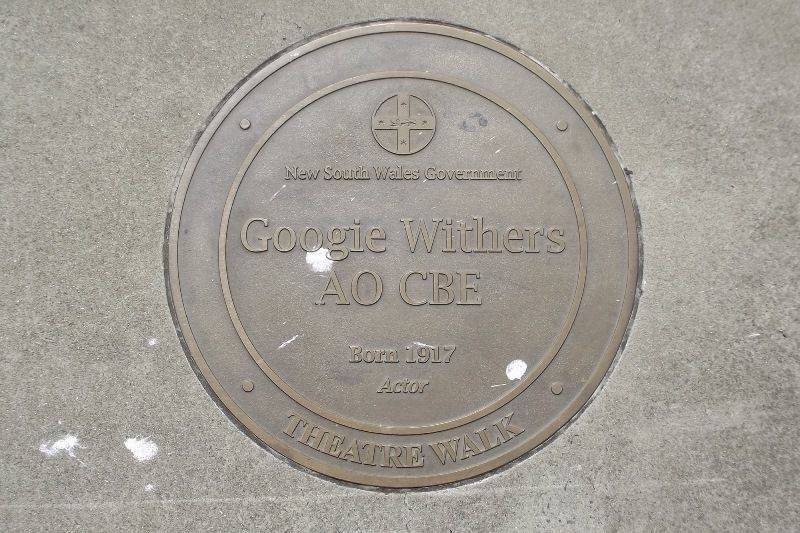 New South Wales Government
Googie Withers
AO CBE
Born 1917
Actor
THEATRE WALK